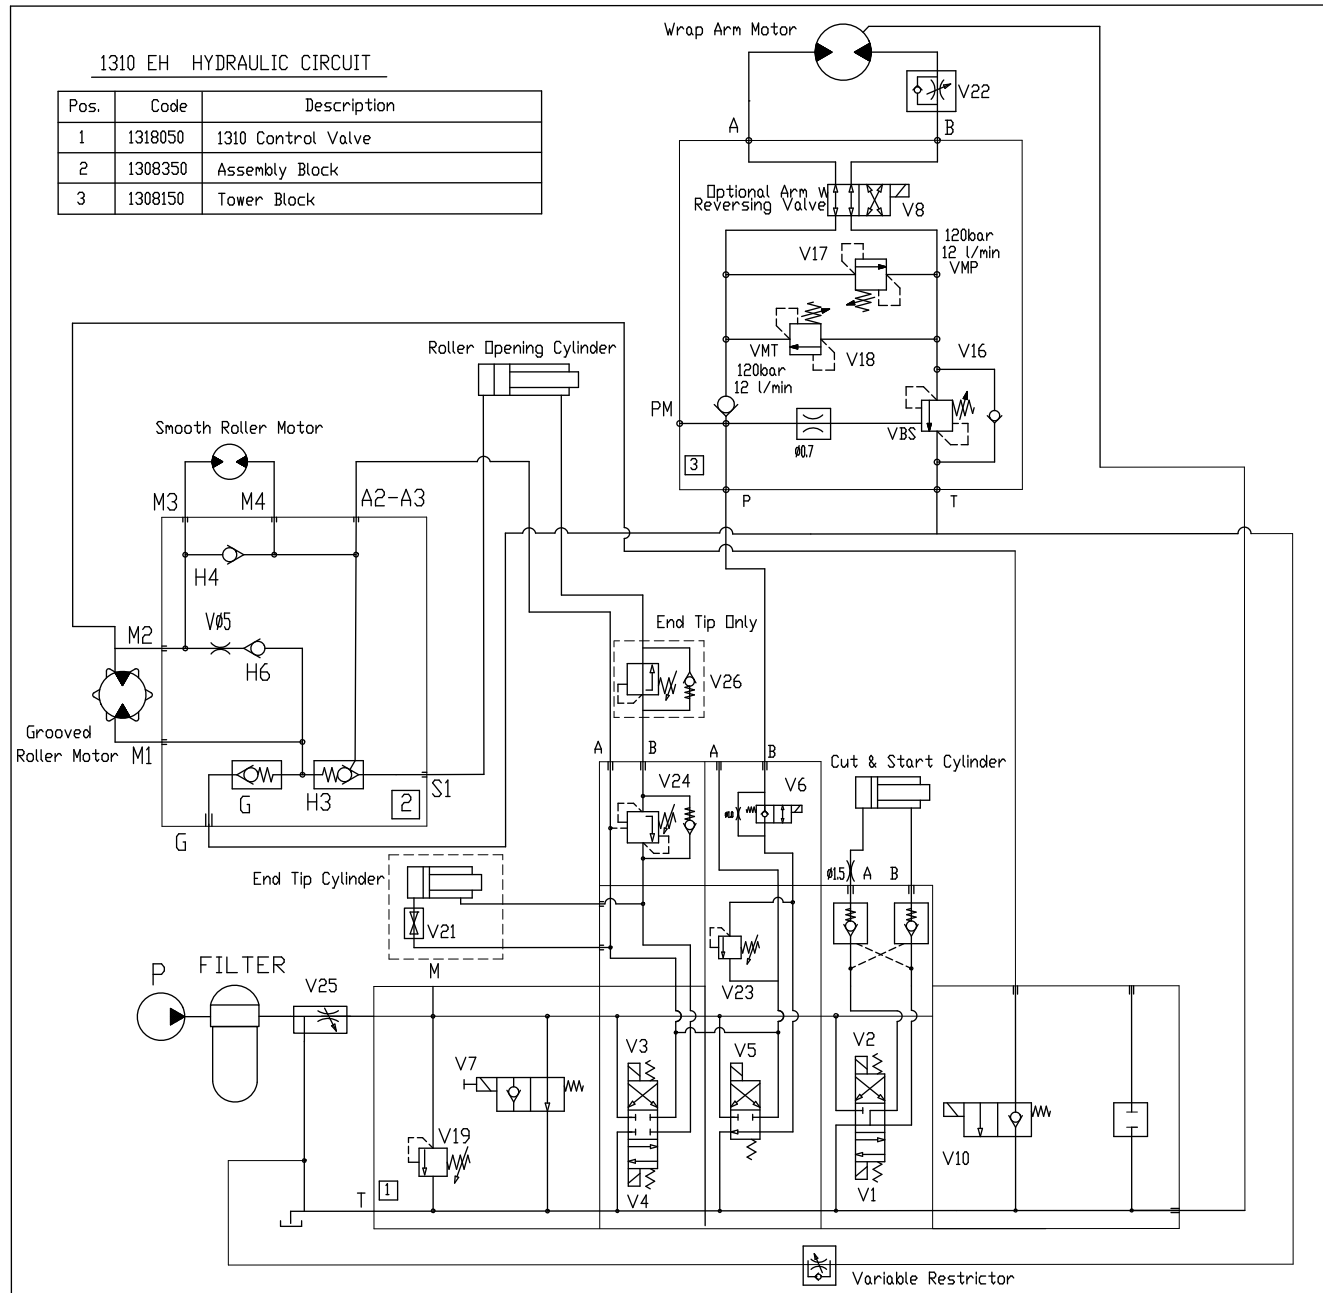 1310 EH HYDRAULIC CIRCUIT
Pos. Code Description
1 1318050 1310 Control Valve
2 1308350 Assembly Block
3 1308150 Tower Block
Wrap Arm Motor
V22
A
B
Optional Arm w
Reversing Valve
V8
120bar
12 l/min
VMP
V17
VMT
120bar
12 l/min
V18
V16
PM
VBS
ø0.7
3
P
T
Roller Opening Cylinder
Smooth Roller Motor
M3
M4
A2-A3
H4
Vø5
M2
H6
Grooved
Roller Motor
M1
G
H3
2
S1
G
End Tip Only
V26
A
B
A
B
V24
V6
Cut & Start Cylinder
ø1.5
A
B
End Tip Cylinder
V21
V23
M
P
FILTER
V25
V7
V3
V5
V2
V19
V10
T
1
V4
V1
Variable Restrictor